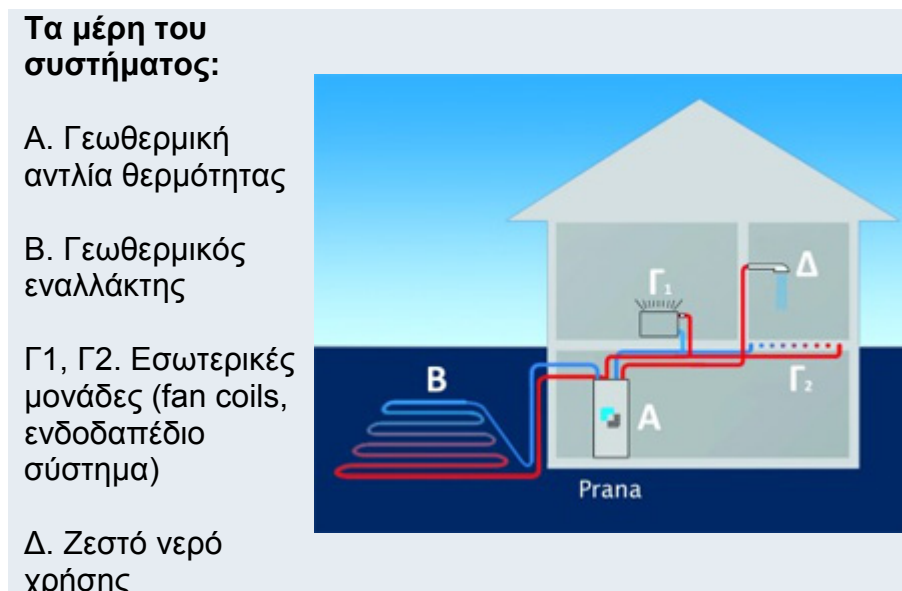 Τα μέρη του
συστήματος:
Α. Γεωθερμική
αντλία θερμότητας
Β. Γεωθερμικός
εναλλάκτης
Γ1, Γ2. Εσωτερικές
μονάδες (fan coils,
ενδοδαπέδιο
σύστημα)
Δ. Ζεστό νερό
χρήσης
Γ1
Δ
Β
Γ2
Α
Prana